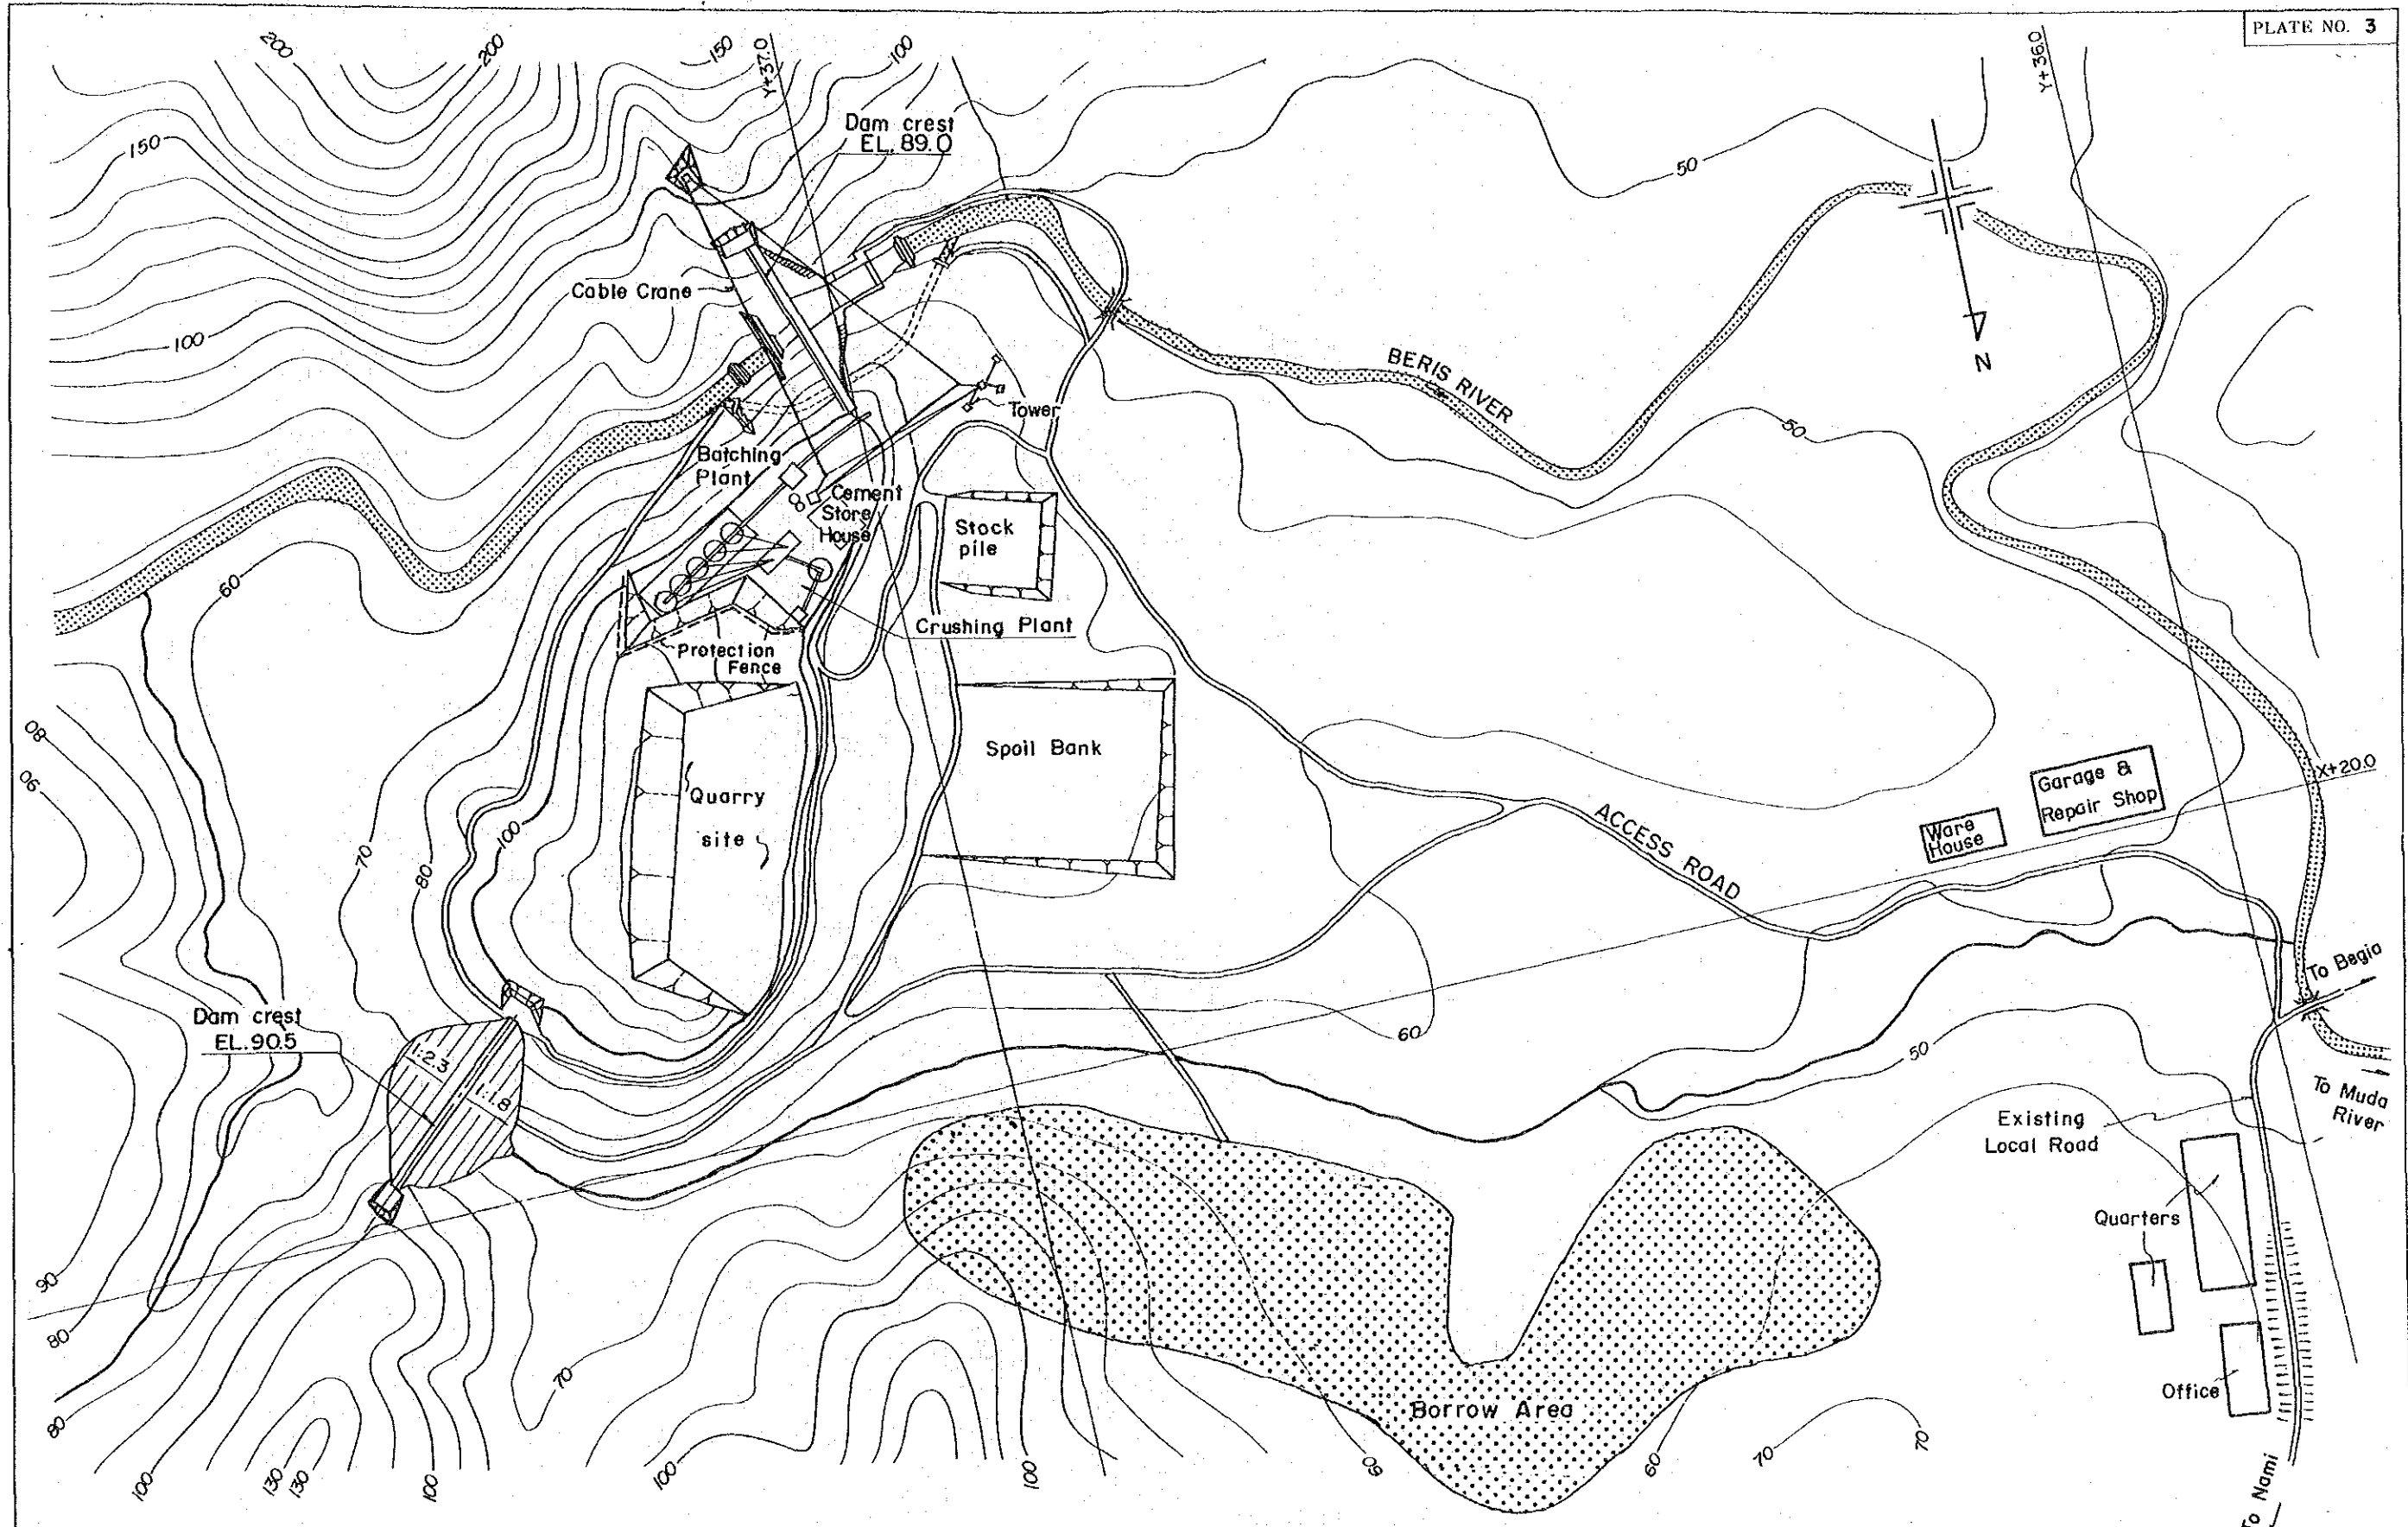 PLATE NO. 3
200
200
150
Y+37.0
100
Y+36.0
Dam crest
EL. 89.0
150
50
Cable Crane
100
BERIS RIVER
N
Tower
50
Batching
Plant
Cement
Store
House
Stock
pile
60
Crushing Plant
Protection
Fence
80
90
Spoil Bank
X+20.0
Garage &
Repair Shop
Quarry
site
Ware
House
ACCESS ROAD
100
70
80
To Begia
Dam crest
EL.90.5
1:2.3
1:1.8
60
50
To Muda
River
Existing
Local Road
Quarters
90
80
70
Office
Borrow Area
80
100
130
130
100
100
100
60
60
70
70
To Nami